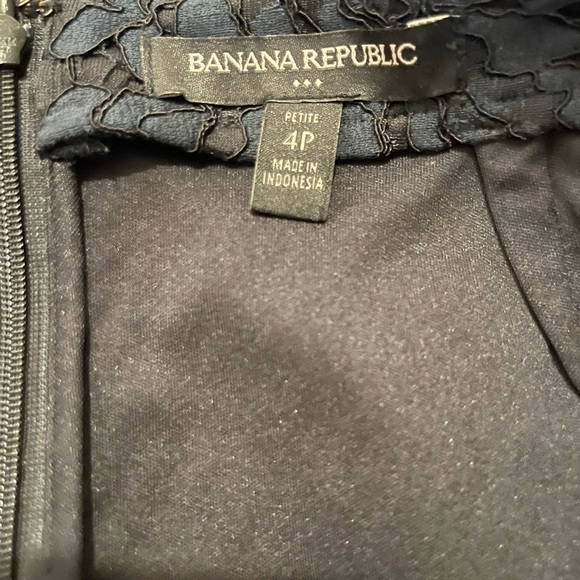 BANANA REPUBLIC
PETITE
4P
MADE IN
INDONESIA